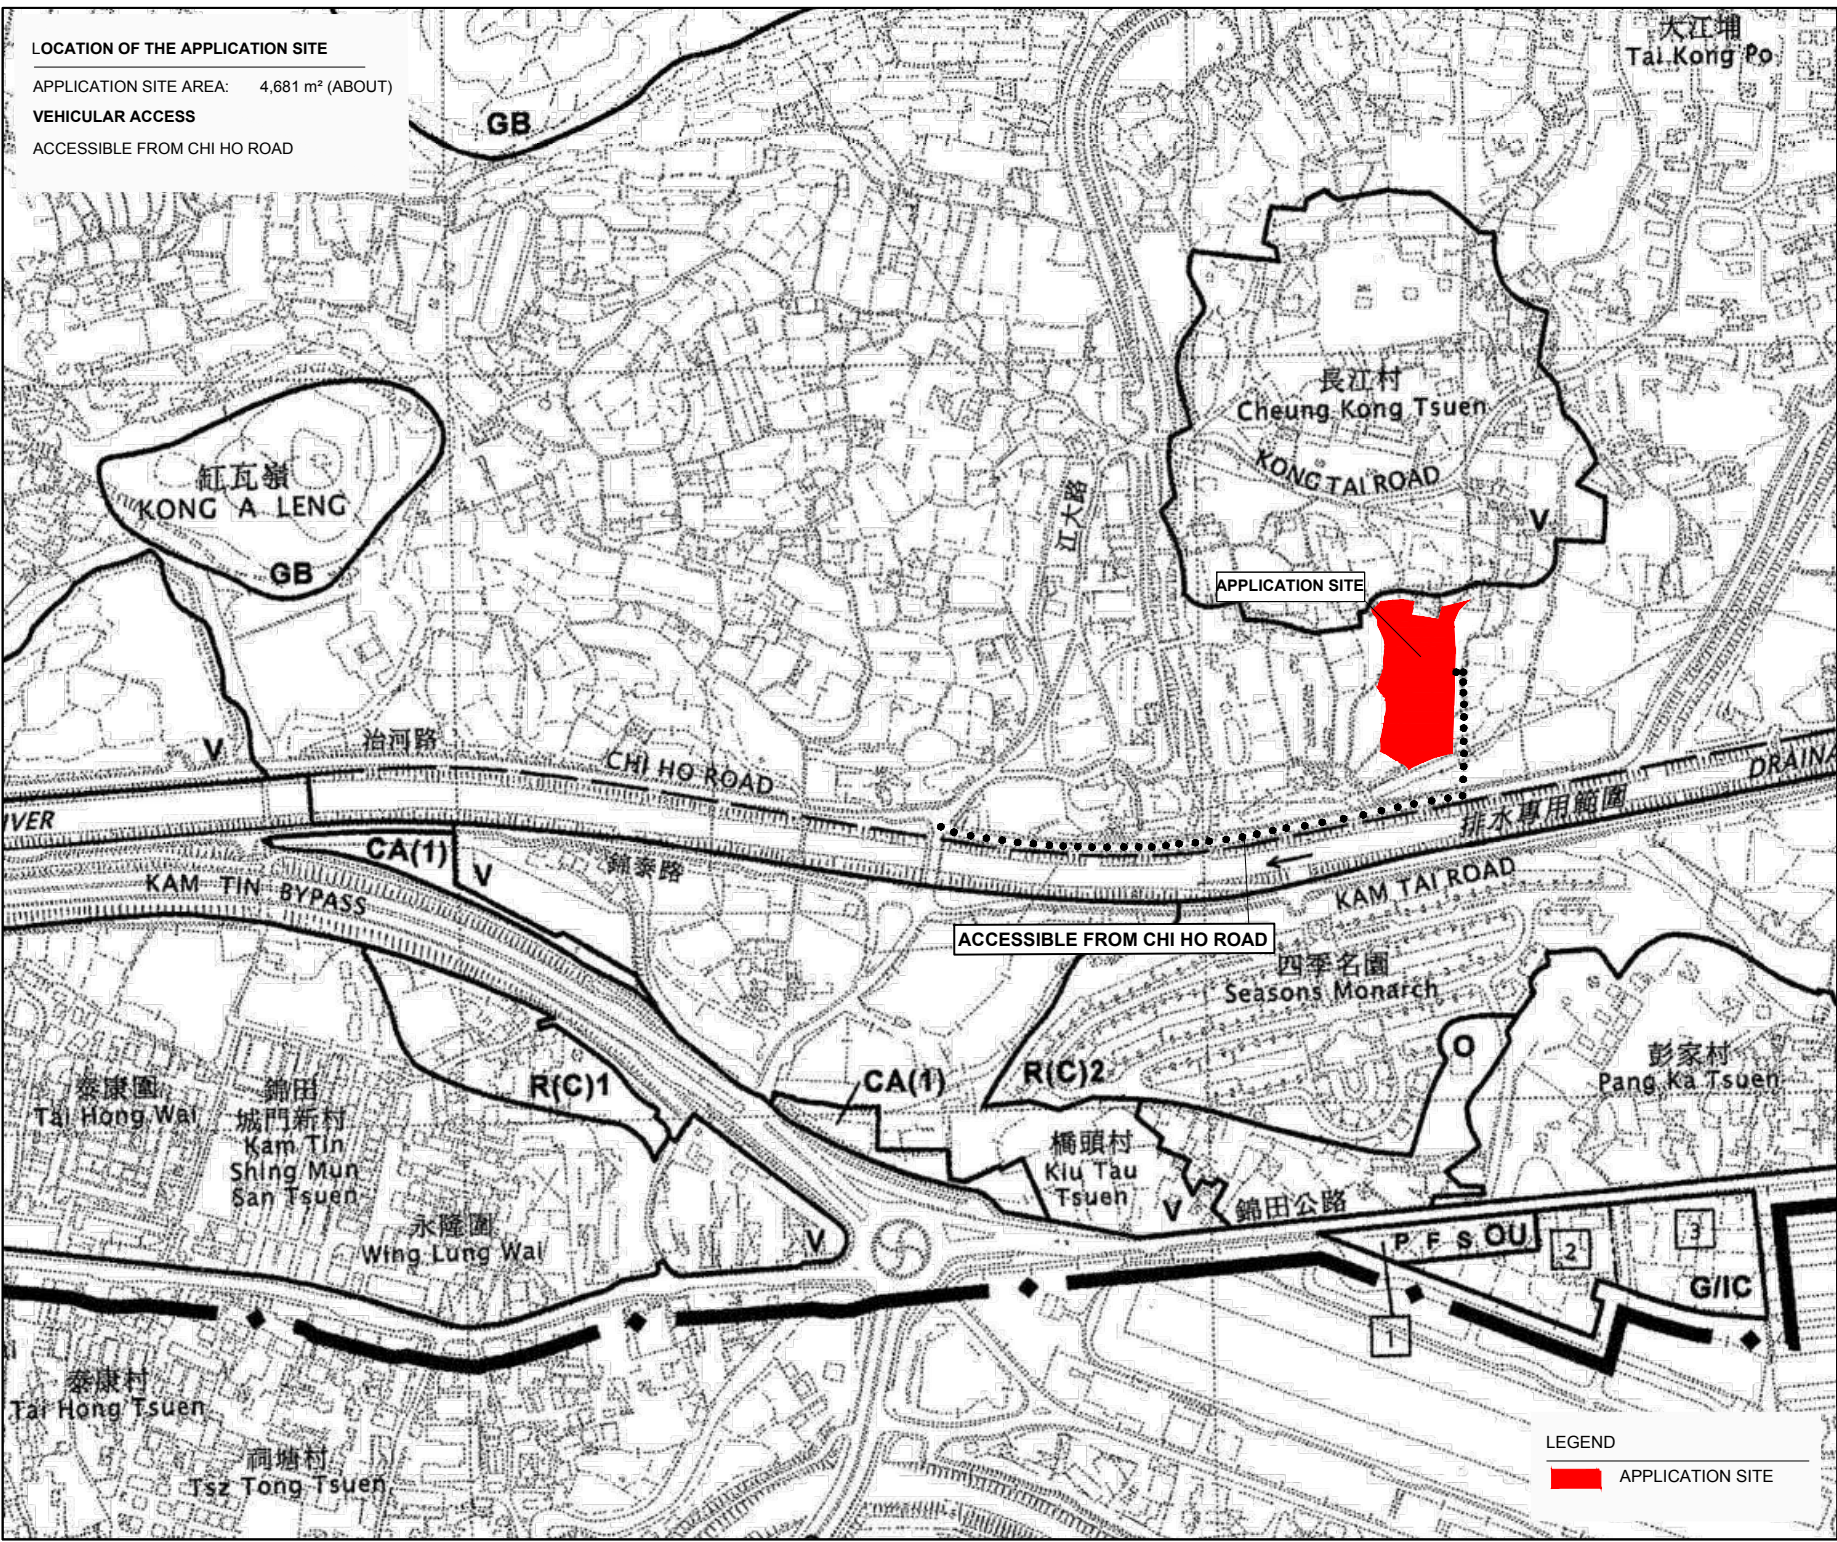 LOCATION OF THE APPLICATION SITE
APPLICATION SITE AREA: 4,681 m² (ABOUT)
VEHICULAR ACCESS
ACCESSIBLE FROM CHI HO ROAD
GB
大江埔
Tai Kong Po
長江村
Cheung Kong Tsuen
KONG TAI ROAD
V
缸瓦嶺
KONG A LENG
GB
江大路
APPLICATION SITE
V
治河路
CHI HO ROAD
DRAINA
排水專用範圍
IVER
CA(1)
V
錦泰路
KAM TIN BYPASS
KAM TAI ROAD
ACCESSIBLE FROM CHI HO ROAD
四季名園
Seasons Monarch
O
彭家村
Pang Ka Tsuen
R(C)1
CA(1)
R(C)2
泰康圍
Tai Hong Wai
錦田
城門新村
Kam Tin
Shing Mun
San Tsuen
橋頭村
Kiu Tau
Tsuen
V
錦田公路
永隆圍
Wing Lung Wai
V
P F S OU
2
3
G/IC
1
泰康村
Tai Hong Tsuen
祠塘村
Tsz Tong Tsuen
LEGEND
APPLICATION SITE